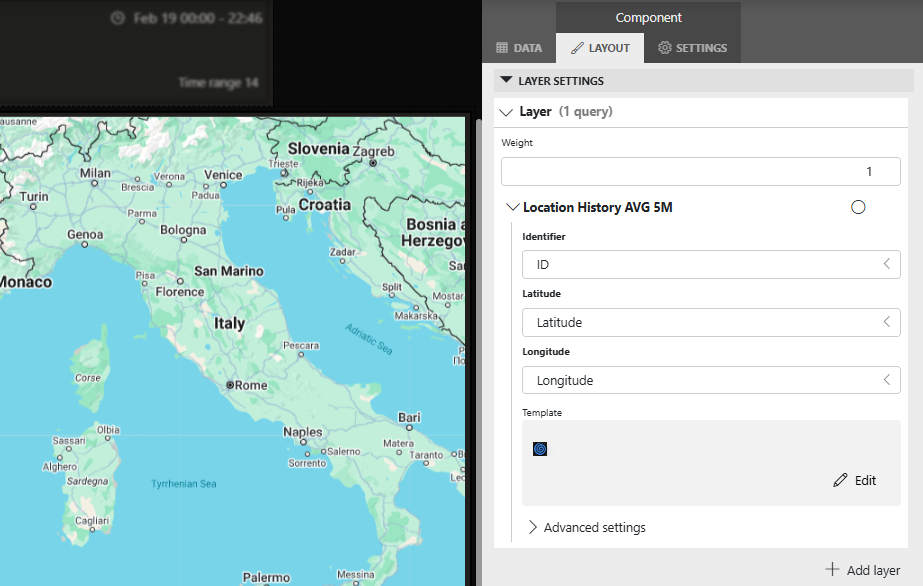 Feb 19 00:00 - 22:46
Time range 14
Component
DATA
LAYOUT
SETTINGS
LAYER SETTINGS
Layer (1 query)
Weight
1
Location History AVG 5M
Identifier
ID
Latitude
Latitude
Longitude
Longitude
Template
Edit
Advanced settings
Add layer
Slovenia
Zagreb
Milan
Verona
Venice
Trieste
Brescia
Padua
Rijeka
Turin
Parma
Pula
Croatia
Genoa
Bologna
Bosnia a
Herzegov
Zadar
San Marino
Monaco
Pisa
Florence
Split
Mostar
Makarska
Italy
Adriatic Sea
Pescara
Corse
Rome
Bari
Olbia
Naples
Sassari
Matera
Salerno
Taranto
Alghero
Sorrento
Sardegna
Tyrrhenian Sea
Cagliari
Palermo
Messina